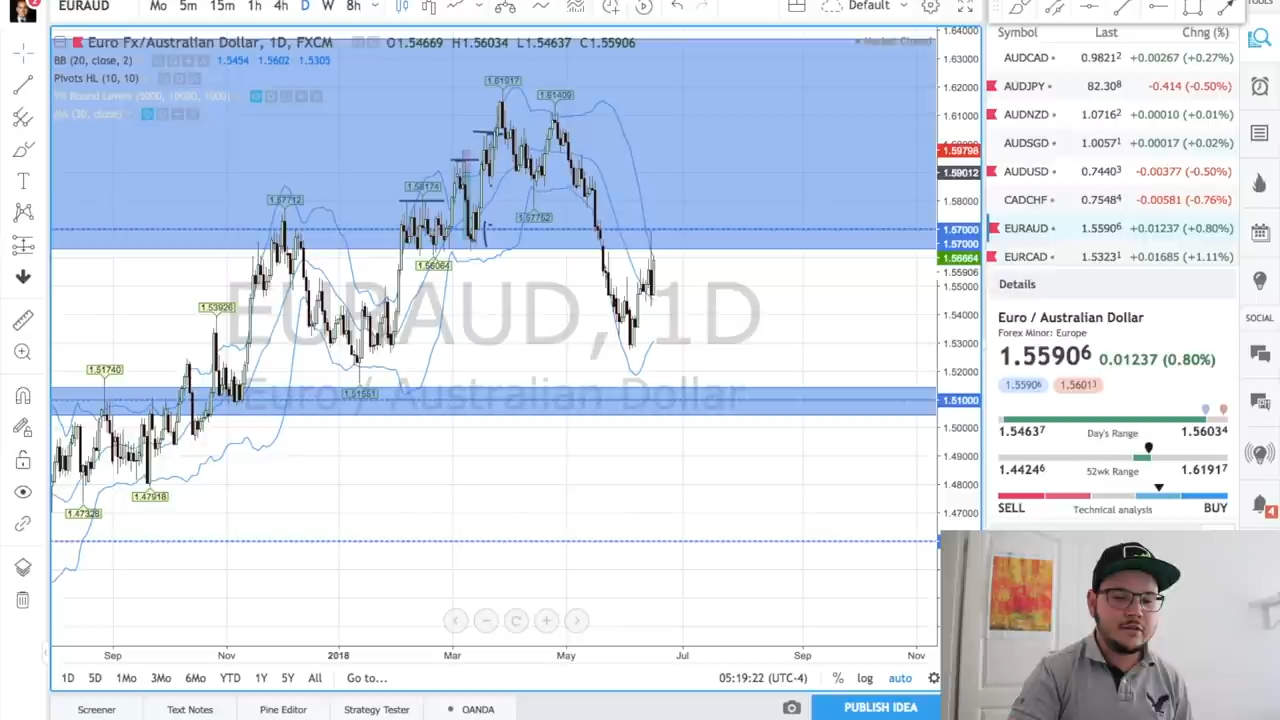 EURAUD
Mo 5m 15m 1h 4h D W 8h
Default
Euro Fx/Australian Dollar, 1D, FXCM O1.54669 H1.56034 L1.54637 C1.55906
BB (20, close, 2) 1.5454 1.5602 1.5305
Pivots HL (10, 10)
EURAUD, 1D
Euro / Australian Dollar
1.61917
1.61409
1.58174
1.57712
1.57752
1.56064
1.53926
1.51740
1.51551
1.47918
1.47328
1.64000
1.63000
1.62000
1.61000
1.59798
1.59012
1.58000
1.57000
1.57000
1.56664
1.55906
1.55000
1.54000
1.53000
1.52000
1.51000
1.50000
1.49000
1.48000
1.47000
Sep Nov 2018 Mar May Jul Sep Nov
1D 5D 1Mo 3Mo 6Mo YTD 1Y 5Y All Go to...
05:19:22 (UTC-4) % log auto
Screener Text Notes Pine Editor Strategy Tester OANDA
PUBLISH IDEA
Symbol Last Chng (%)
AUDCAD 0.98212 +0.00267 (+0.27%)
AUDJPY 82.308 -0.414 (-0.50%)
AUDNZD 1.07162 +0.00010 (+0.01%)
AUDSGD 1.00571 +0.00017 (+0.02%)
AUDUSD 0.74403 -0.00377 (-0.50%)
CADCHF 0.75484 -0.00581 (-0.76%)
EURAUD 1.55906 +0.01237 (+0.80%)
EURCAD 1.53231 +0.01685 (+1.11%)
Details
Euro / Australian Dollar
Forex Minor: Europe
1.55906 0.01237 (0.80%)
1.55906 1.56013
1.54637 Day's Range 1.56034
1.44246 52wk Range 1.61917
SELL Technical analysis BUY
SOCIAL
4